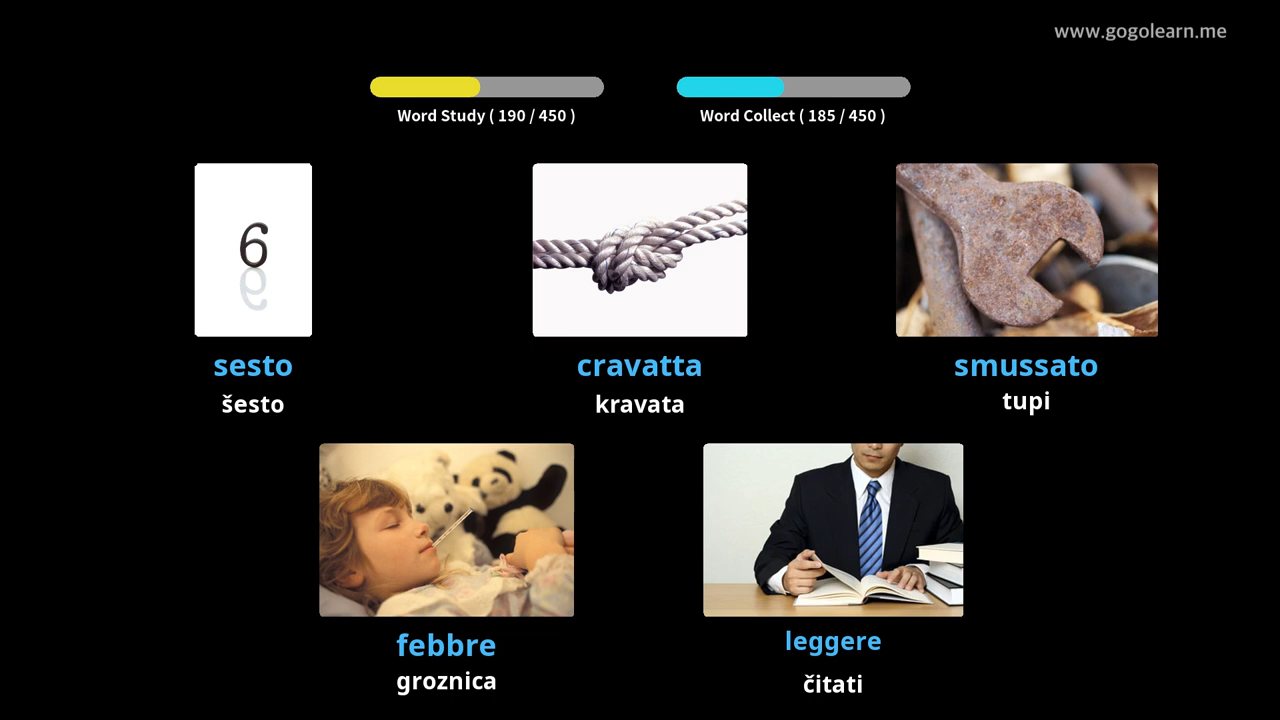 www.gogolearn.me
Word Study ( 190 / 450 )
Word Collect ( 185 / 450 )
6
sesto
šesto
cravatta
kravata
smussato
tupi
febbre
groznica
leggere
čitati